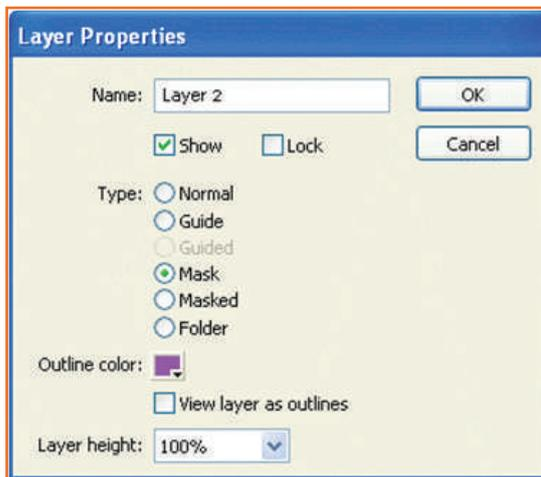 Layer Properties
Name: Layer 2 OK
Show Lock Cancel
Type: Normal
Guide
Guided
Mask
Masked
Folder
Outline color:
View layer as outlines
Layer height: 100%